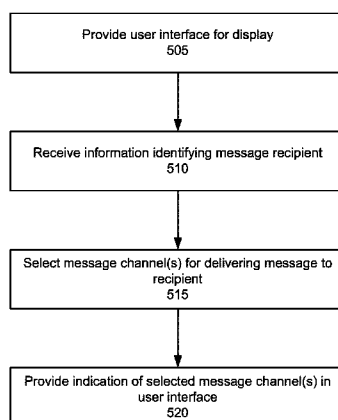 Provide user interface for display
505
Receive information identifying message recipient
510
Select message channel(s) for delivering message to
recipient
515
Provide indication of selected message channel(s) in
user interface
520